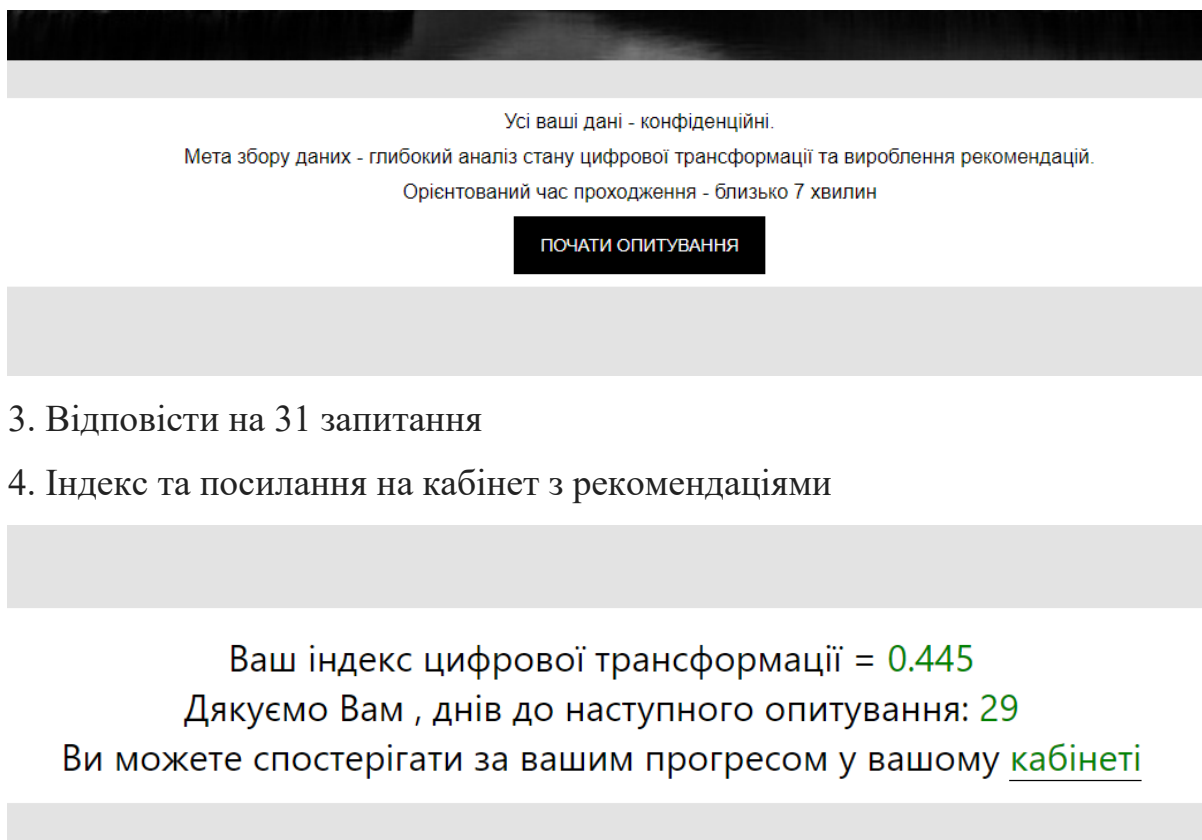 Усі ваші дані - конфіденційні.
Мета збору даних - глибокий аналіз стану цифрової трансформації та вироблення рекомендацій.
Орієнтований час проходження - близько 7 хвилин
ПОЧАТИ ОПИТУВАННЯ
3. Відповісти на 31 запитання
4. Індекс та посилання на кабінет з рекомендаціями
Ваш індекс цифрової трансформації = 0.445
Дякуємо Вам , днів до наступного опитування: 29
Ви можете спостерігати за вашим прогресом у вашому кабінеті